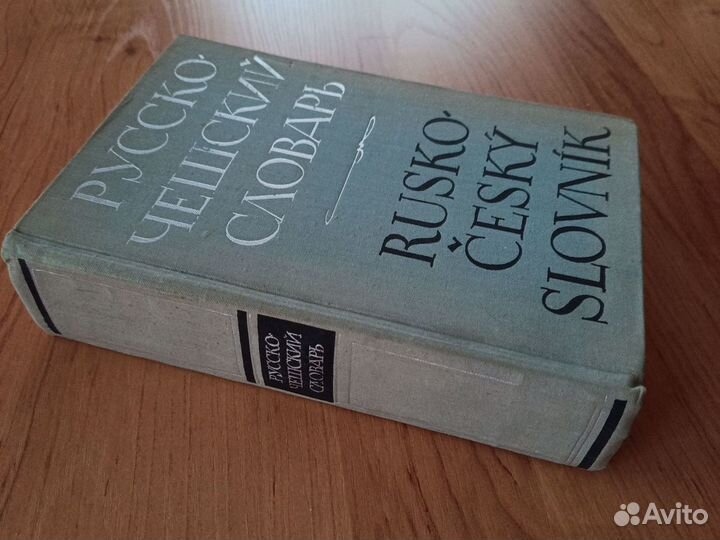 РУССКО-
ЧЕШСКИЙ
СЛОВАРЬ
RUSKO-
ČESKÝ
SLOVNÍK
РУССКО-
ЧЕШСКИЙ
СЛОВАРЬ
Avito